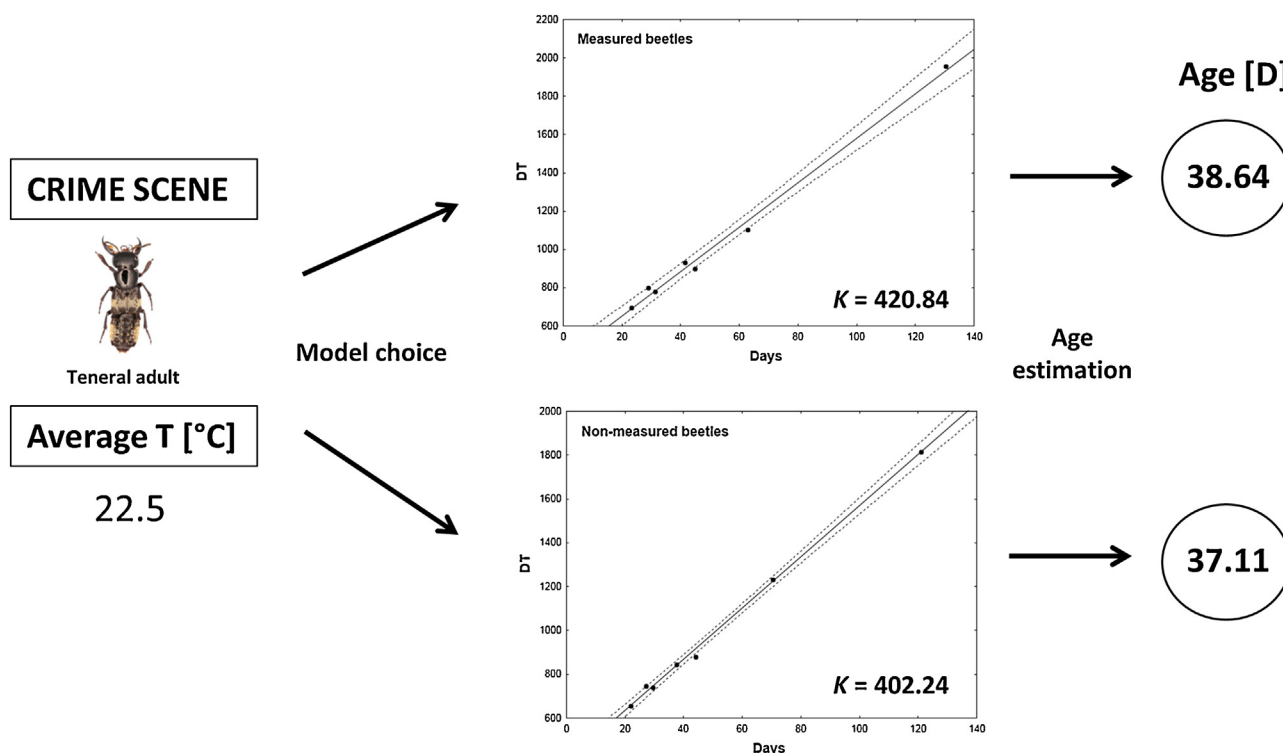 CRIME SCENE
Teneral adult
Average T [°C]
22.5
Model choice
Measured beetles
DT
2200
2000
1800
1600
1400
1200
1000
800
600
0 20 40 60 80 100 120 140
Days
K = 420.84
Non-measured beetles
DT
2000
1800
1600
1400
1200
1000
800
600
0 20 40 60 80 100 120 140
Days
K = 402.24
Age
estimation
Age [D]
38.64
37.11